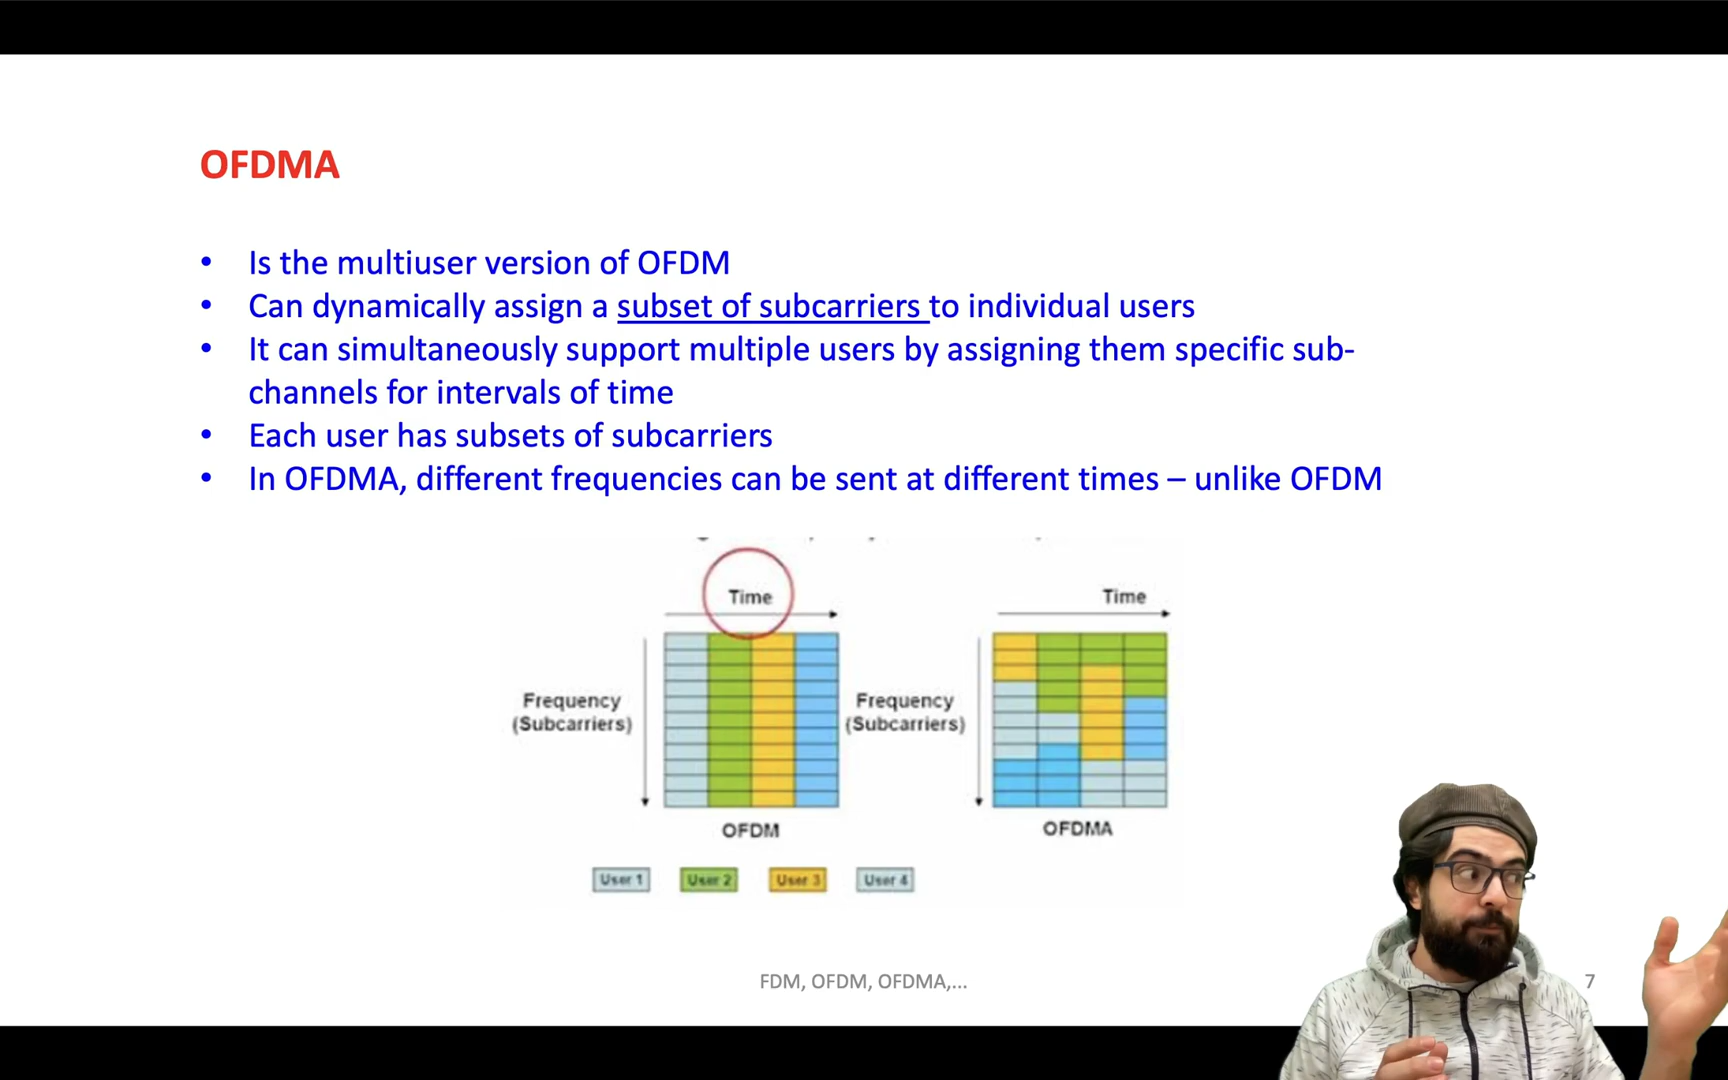 OFDMA
• Is the multiuser version of OFDM
• Can dynamically assign a subset of subcarriers to individual users
• It can simultaneously support multiple users by assigning them specific sub-
channels for intervals of time
• Each user has subsets of subcarriers
• In OFDMA, different frequencies can be sent at different times – unlike OFDM
Time
Frequency
(Subcarriers)
OFDM
Time
Frequency
(Subcarriers)
OFDMA
User 1 User 2 User 3 User 4
FDM, OFDM, OFDMA,...
7